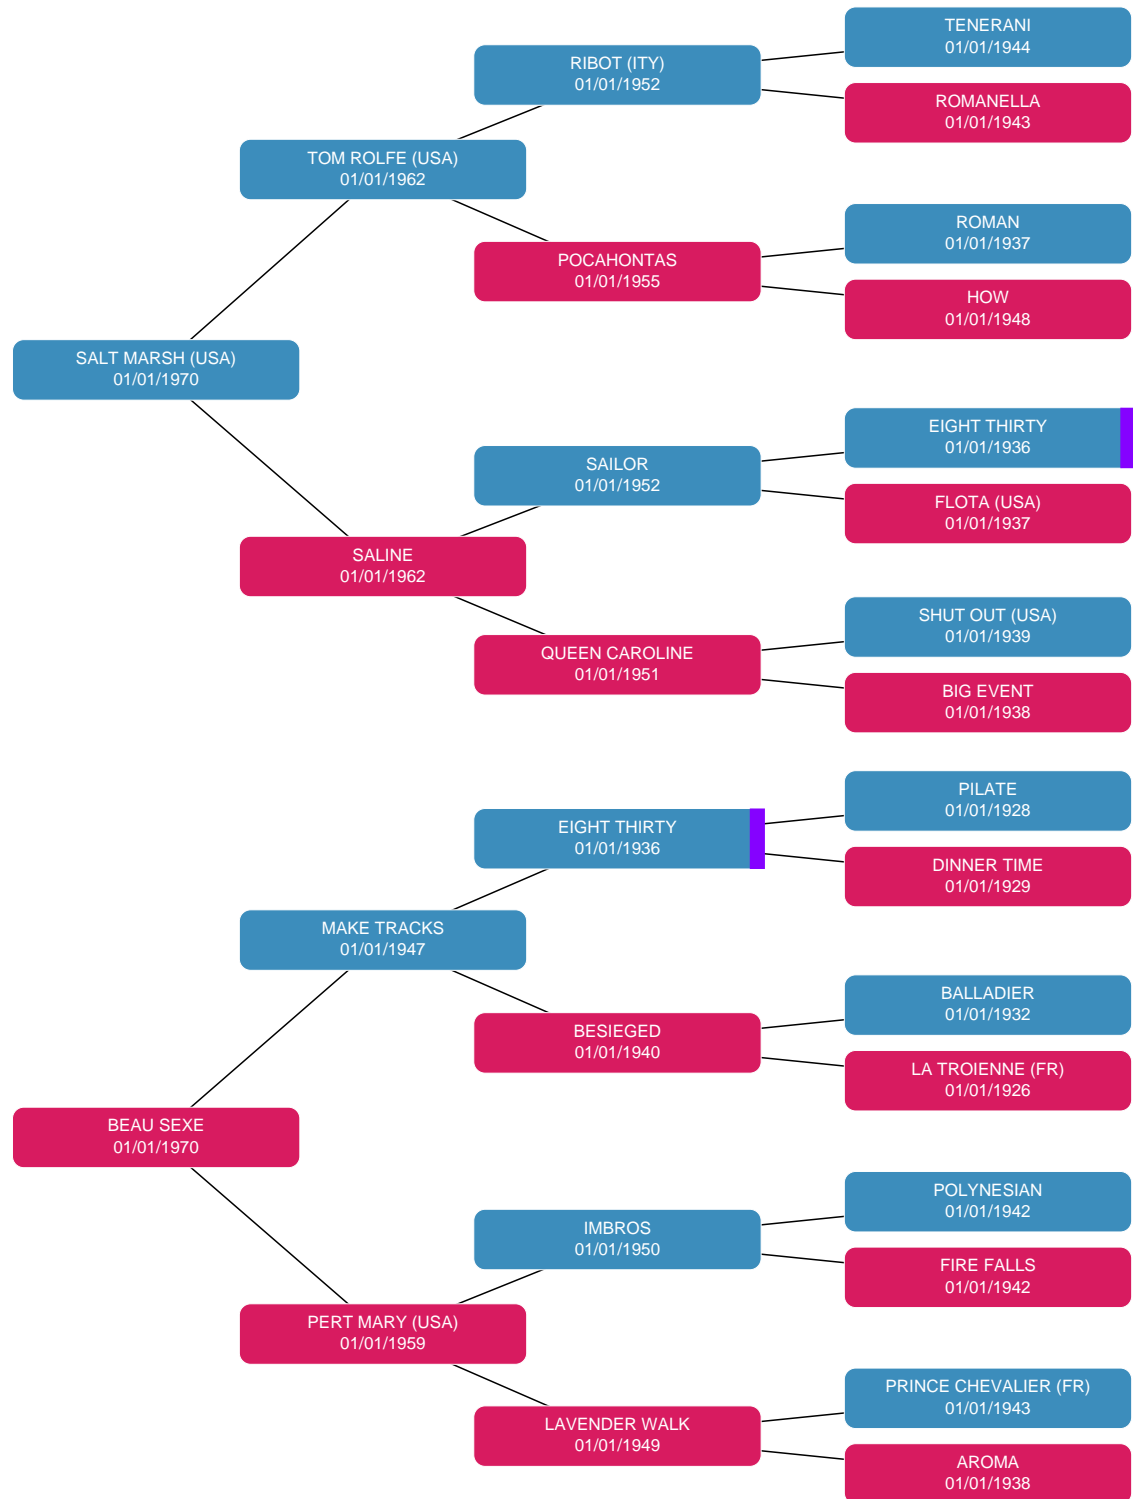 TENERANI
01/01/1944
RIBOT (ITY)
01/01/1952
ROMANELLA
01/01/1943
TOM ROLFE (USA)
01/01/1962
ROMAN
01/01/1937
POCAHONTAS
01/01/1955
HOW
01/01/1948
SALT MARSH (USA)
01/01/1970
EIGHT THIRTY
01/01/1936
SAILOR
01/01/1952
FLOTA (USA)
01/01/1937
SALINE
01/01/1962
SHUT OUT (USA)
01/01/1939
QUEEN CAROLINE
01/01/1951
BIG EVENT
01/01/1938
PILATE
01/01/1928
EIGHT THIRTY
01/01/1936
DINNER TIME
01/01/1929
MAKE TRACKS
01/01/1947
BALLADIER
01/01/1932
BESIEGED
01/01/1940
LA TROIENNE (FR)
01/01/1926
BEAU SEXE
01/01/1970
POLYNESIAN
01/01/1942
IMBROS
01/01/1950
FIRE FALLS
01/01/1942
PERT MARY (USA)
01/01/1959
PRINCE CHEVALIER (FR)
01/01/1943
LAVENDER WALK
01/01/1949
AROMA
01/01/1938